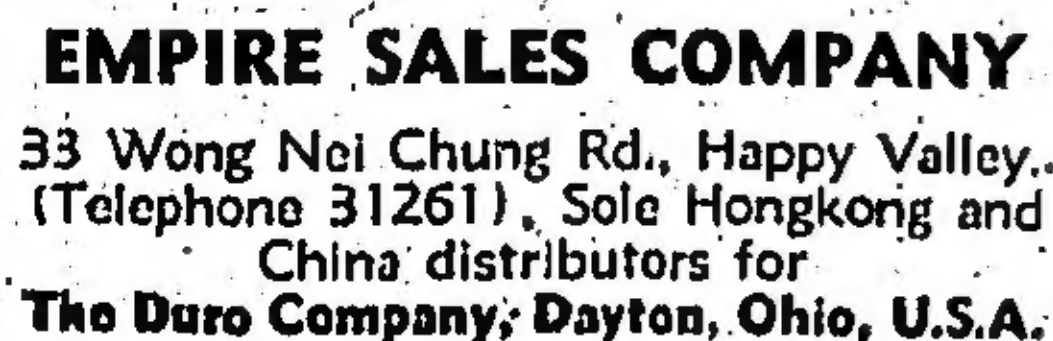 EMPIRE SALES COMPANY
33 Wong Nei Chung Rd., Happy Valley.
(Telephone 31261). Sole Hongkong and
China distributors for
The Duro Company, Dayton, Ohio, U.S.A.